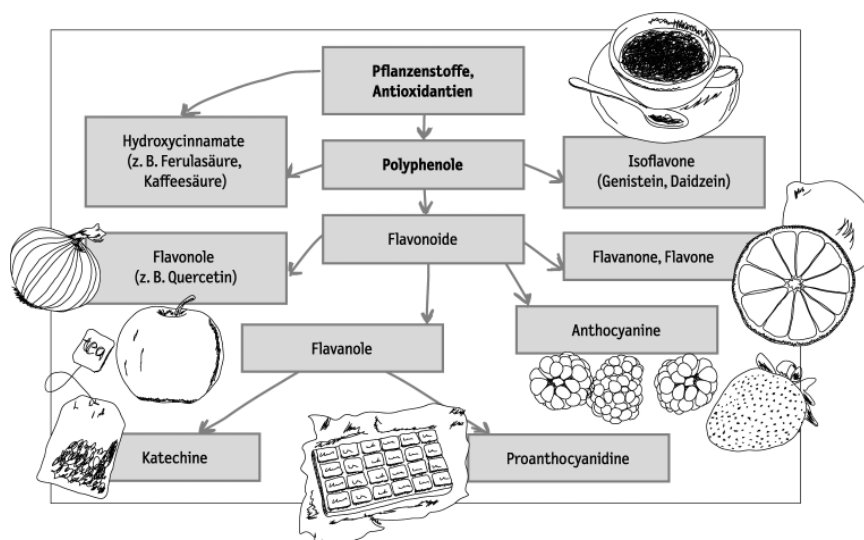 Pflanzenstoffe,
Antioxidantien
Hydroxycinnamate
(z. B. Ferulasäure,
Kaffeesäure)
Polyphenole
Isoflavone
(Genistein, Daidzein)
Flavonole
(z. B. Quercetin)
Flavonoide
Flavanone, Flavone
Flavanole
Anthocyanine
tea
Katechine
Proanthocyanidine